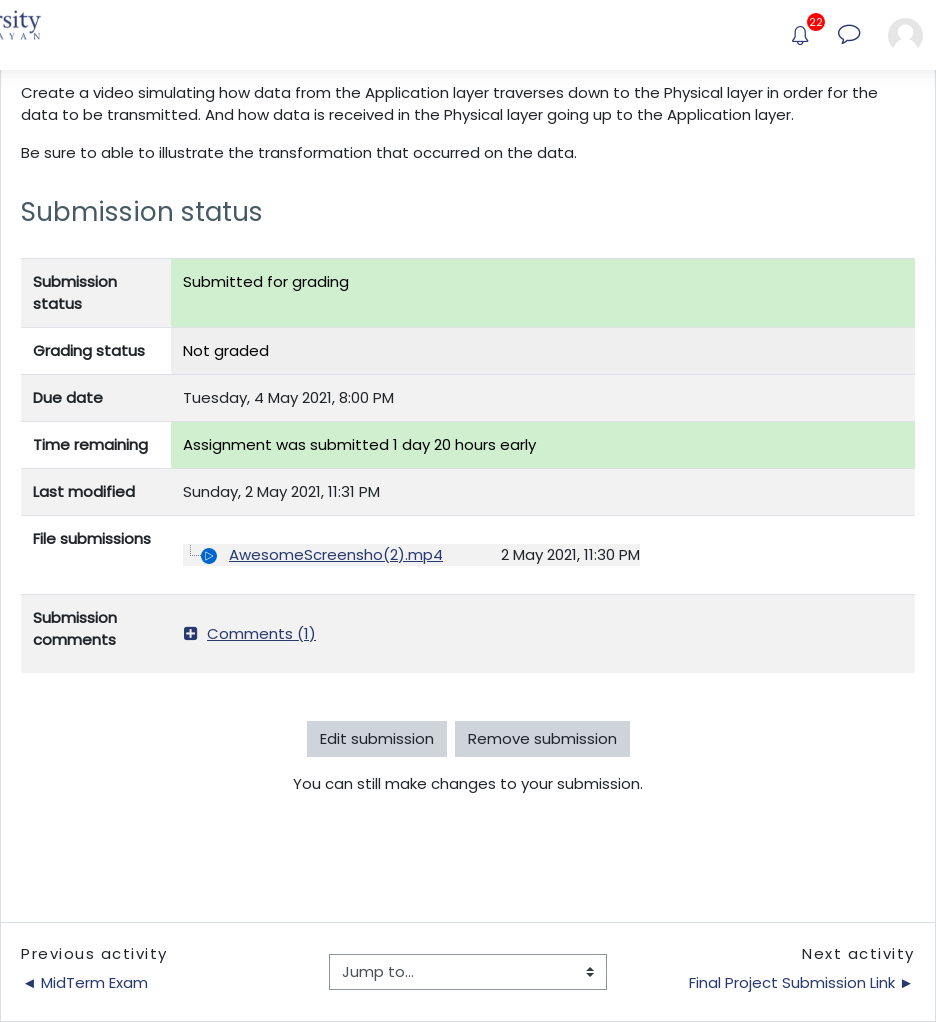 rsity
AYAN
22
Create a video simulating how data from the Application layer traverses down to the Physical layer in order for the
data to be transmitted. And how data is received in the Physical layer going up to the Application layer.
Be sure to able to illustrate the transformation that occurred on the data.
Submission status
Submission
status
Submitted for grading
Grading status
Not graded
Due date
Tuesday, 4 May 2021, 8:00 PM
Time remaining
Assignment was submitted 1 day 20 hours early
Last modified
Sunday, 2 May 2021, 11:31 PM
File submissions
AwesomeScreensho(2).mp4 2 May 2021, 11:30 PM
Submission
comments
Comments (1)
Edit submission Remove submission
You can still make changes to your submission.
Previous activity
◄ MidTerm Exam
Jump to...
Next activity
Final Project Submission Link ►